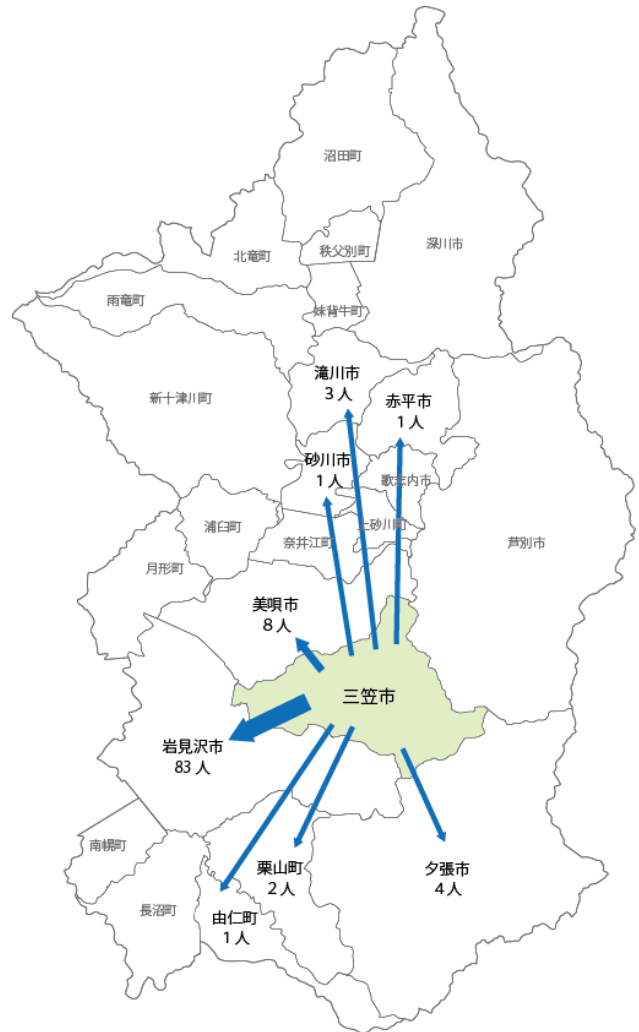 沼田町
深川市
秩父別町
北竜町
雨竜町
妹背牛町
滝川市
3 人
赤平市
1 人
新十津川町
砂川市
1 人
歌志内市
上砂川町
浦臼町
奈井江町
芦別市
月形町
美唄市
8 人
三笠市
岩見沢市
83 人
南幌町
栗山町
2 人
夕張市
4 人
長沼町
由仁町
1 人